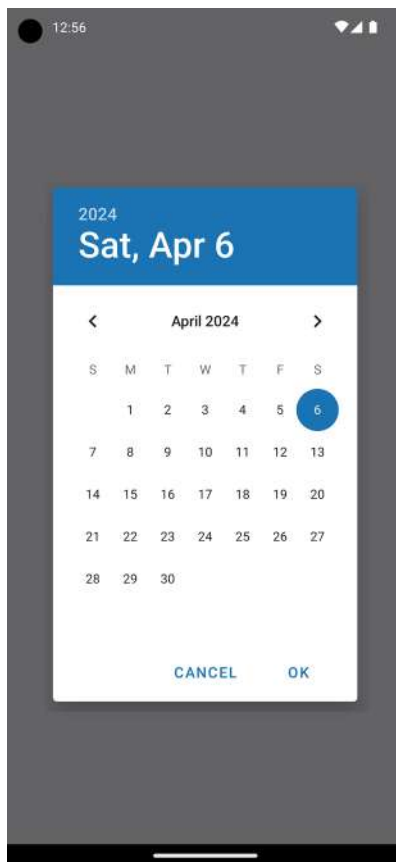 12:56
2024
Sat, Apr 6
April 2024
S M T W T F S
1 2 3 4 5 6
7 8 9 10 11 12 13
14 15 16 17 18 19 20
21 22 23 24 25 26 27
28 29 30
CANCEL OK